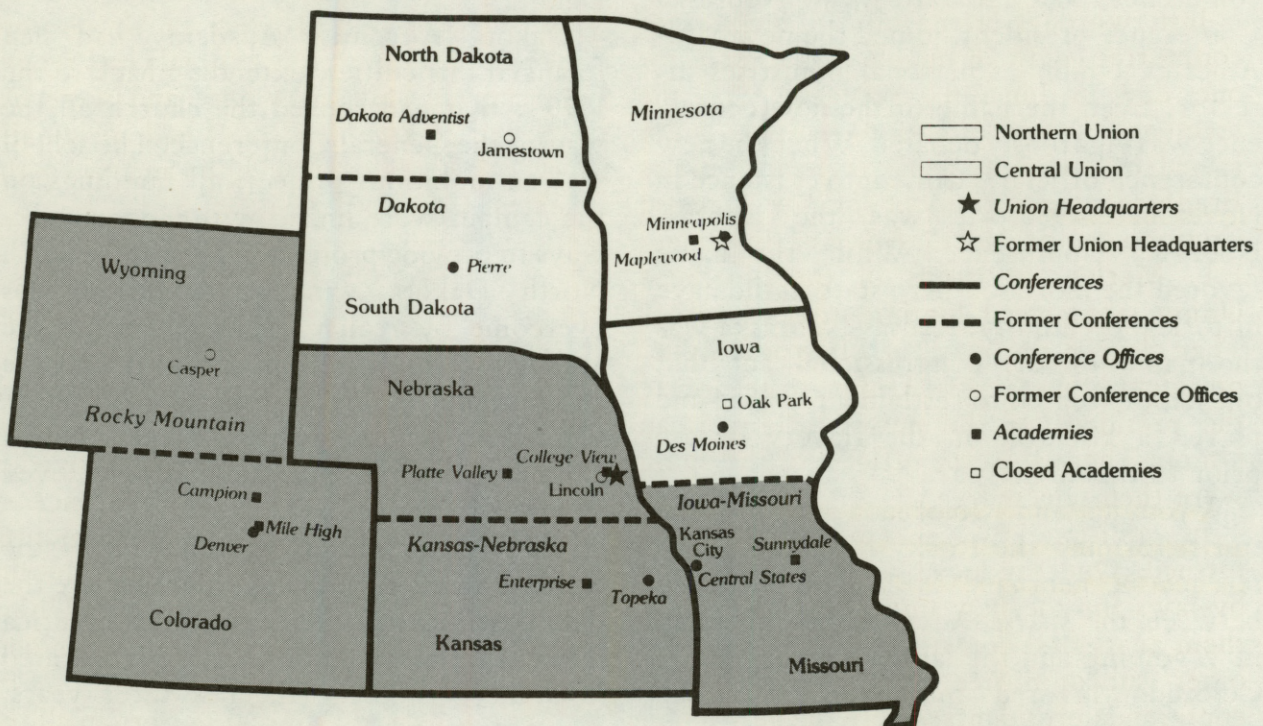 North Dakota
Dakota Adventist
Jamestown
Minnesota
Dakota
Minneapolis
Maplewood
Pierre
South Dakota
Wyoming
Casper
Rocky Mountain
Nebraska
Iowa
Oak Park
Des Moines
College View
Platte Valley
Lincoln
Iowa-Missouri
Campion
Mile High
Denver
Kansas-Nebraska
Kansas
City
Sunnydale
Central States
Enterprise
Topeka
Colorado
Kansas
Missouri
Northern Union
Central Union
Union Headquarters
Former Union Headquarters
Conferences
Former Conferences
Conference Offices
Former Conference Offices
Academies
Closed Academies